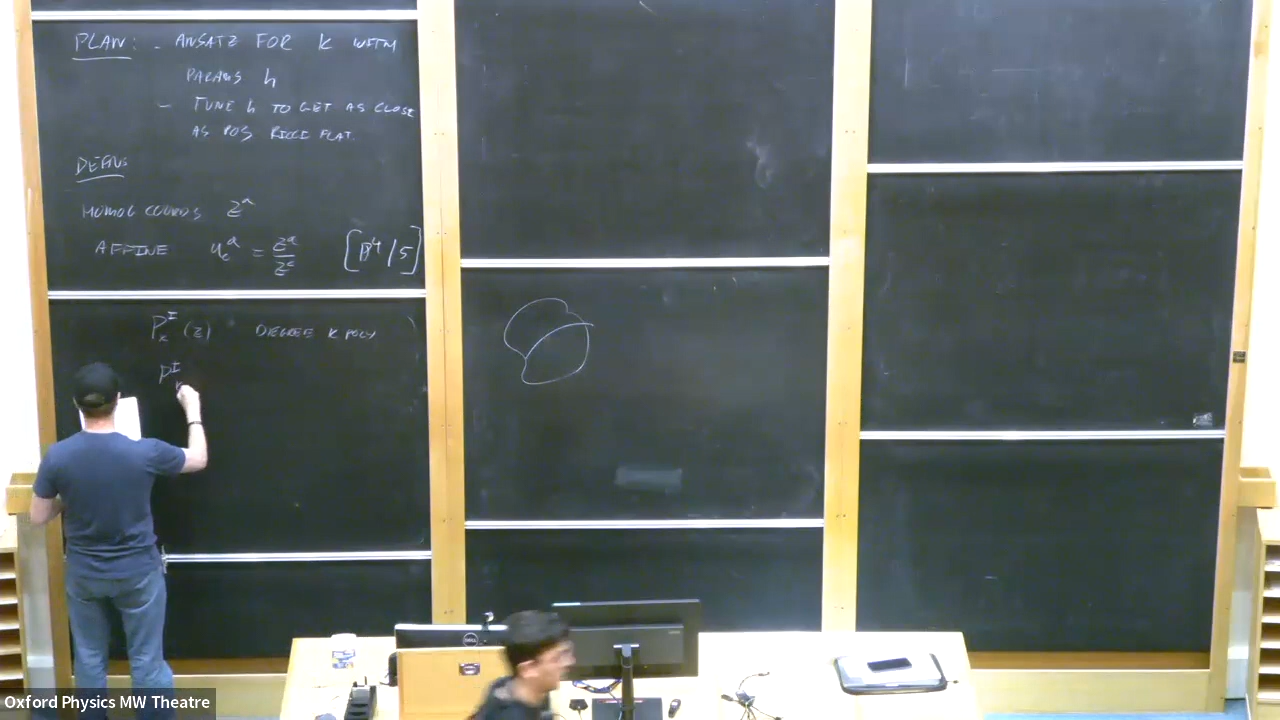 PLAN: - ANSATZ FOR K WITH
PARAMS h
- TUNE h TO GET AS CLOSE
AS POS RICCI FLAT.
DEFNS
HOMOG COORDS Z^a
AFFINE u_c^a = Z^a / Z^c [P^4 | 5]
P_k^I (z) DEGREE k POLY
P^I
DELL
Oxford Physics MW Theatre